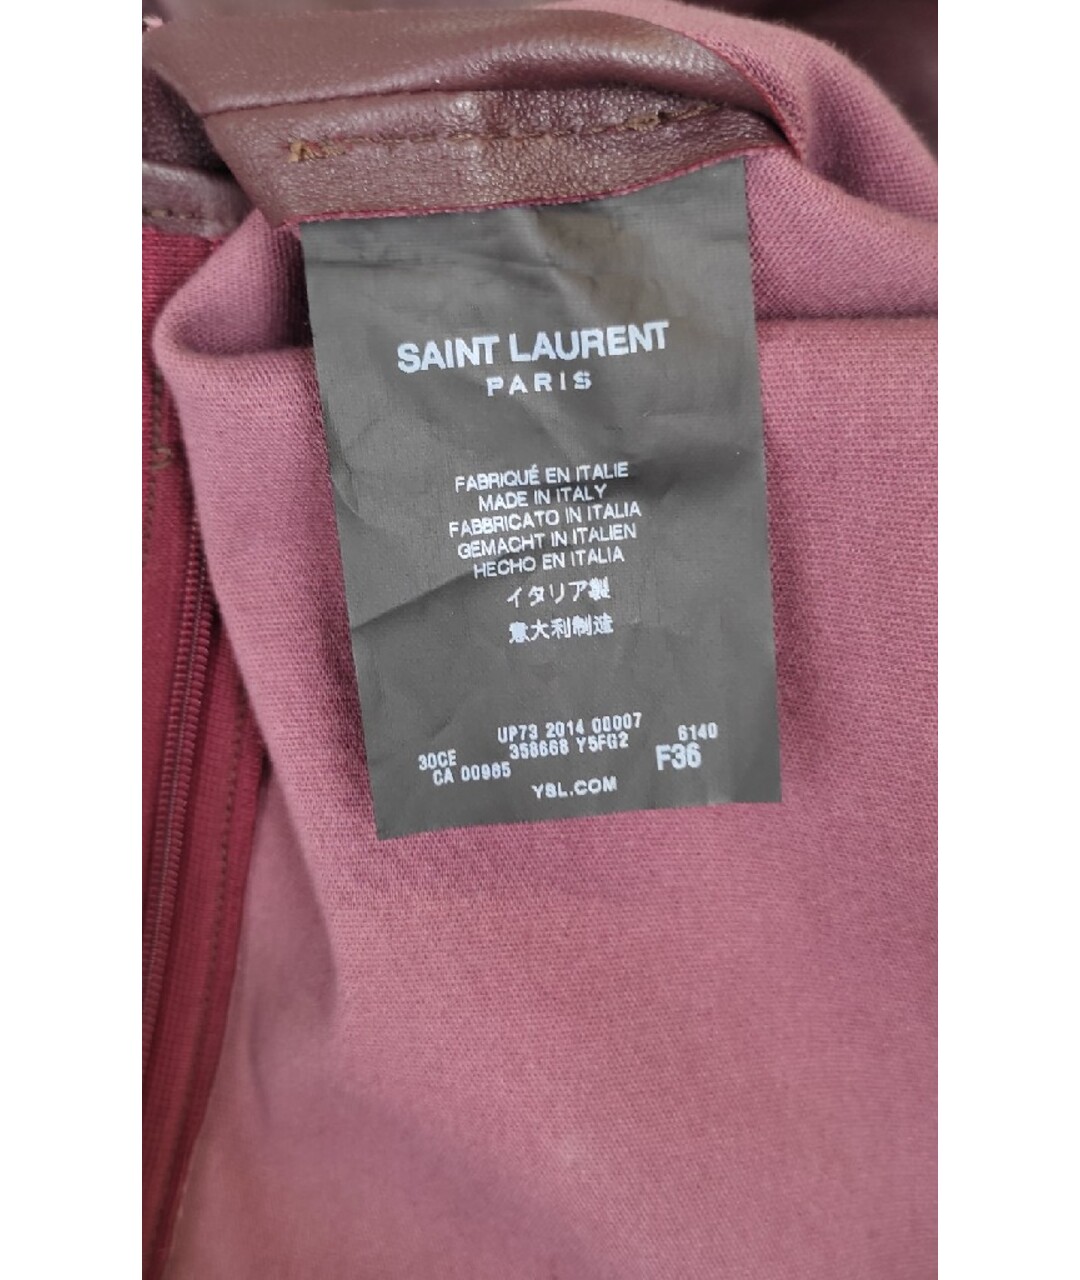 SAINT LAURENT
PARIS
FABRIQUÉ EN ITALIE
MADE IN ITALY
FABBRICATO IN ITALIA
GEMACHT IN ITALIEN
HECHO EN ITALIA
イタリア製
意大利制造
UP73 2014 00007 6140
30CE 358668 Y5FG2 F36
CA 00965
YSL.COM